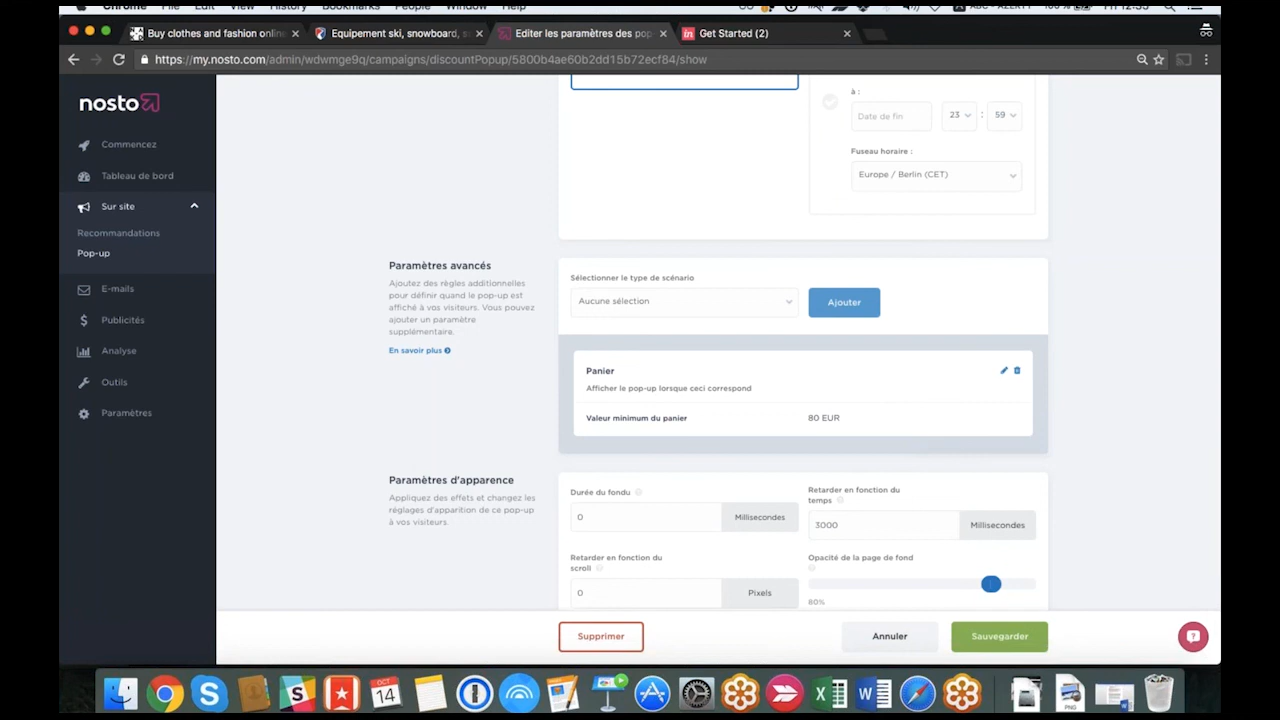 Chrome File Edit View History Bookmarks People Window Help
Buy clothes and fashion online
Equipement ski, snowboard, s
Editer les paramètres des pop
Get Started (2)
https://my.nosto.com/admin/wdwmge9q/campaigns/discountPopup/5800b4ae60b2dd15b72ecf84/show
nosto
Commencez
Tableau de bord
Sur site
Recommandations
Pop-up
E-mails
Publicités
Analyse
Outils
Paramètres
à :
Date de fin
23 : 59
Fuseau horaire :
Europe / Berlin (CET)
Paramètres avancés
Ajoutez des règles additionnelles
pour définir quand le pop-up est
affiché à vos visiteurs. Vous pouvez
ajouter un paramètre
supplémentaire.
En savoir plus
Sélectionner le type de scénario
Aucune sélection
Ajouter
Panier
Afficher le pop-up lorsque ceci correspond
Valeur minimum du panier 80 EUR
Paramètres d'apparence
Appliquez des effets et changez les
réglages d'apparition de ce pop-up
à vos visiteurs.
Durée du fondu
0 Millisecondes
Retarder en fonction du
temps
3000 Millisecondes
Retarder en fonction du
scroll
0 Pixels
Opacité de la page de fond
80%
Supprimer
Annuler
Sauvegarder
OCT
14
PNG